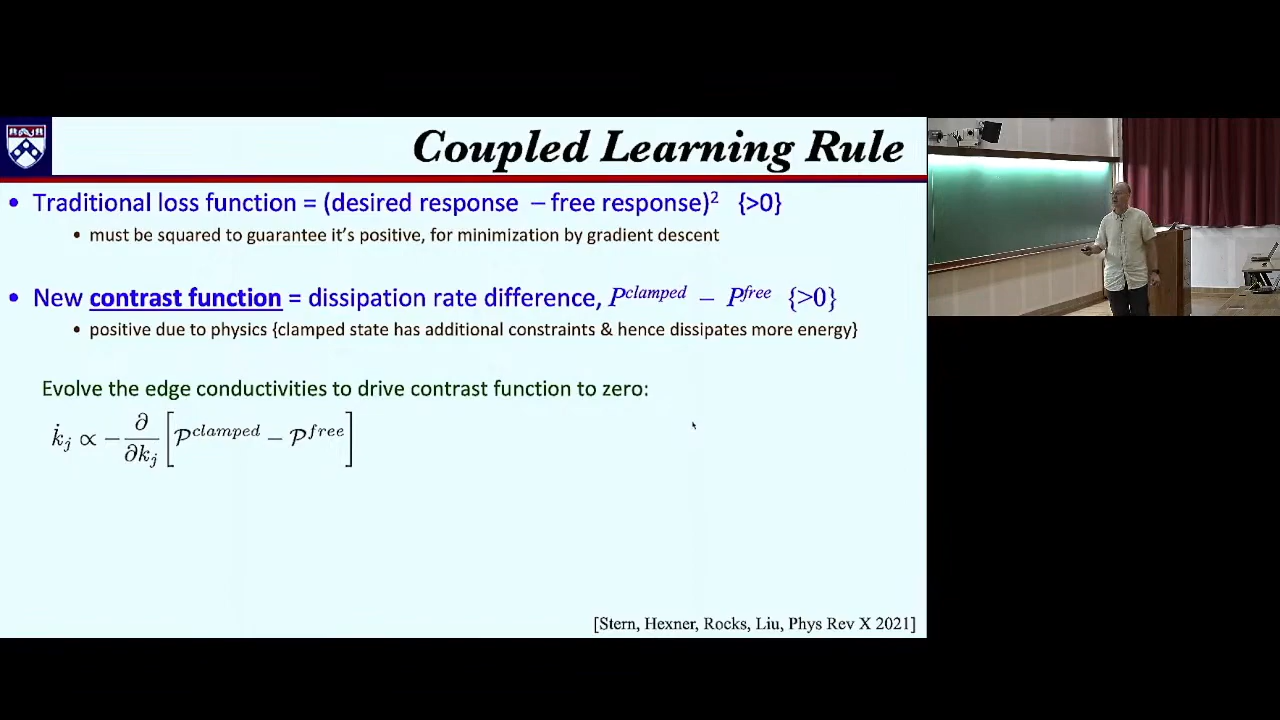 Coupled Learning Rule
• Traditional loss function = (desired response – free response)² {>0}
• must be squared to guarantee it's positive, for minimization by gradient descent
• New contrast function = dissipation rate difference, P^clamped – P^free {>0}
• positive due to physics {clamped state has additional constraints & hence dissipates more energy}
Evolve the edge conductivities to drive contrast function to zero:
k̇_j ∝ − ∂/∂k_j [𝒫^clamped − 𝒫^free]
[Stern, Hexner, Rocks, Liu, Phys Rev X 2021]